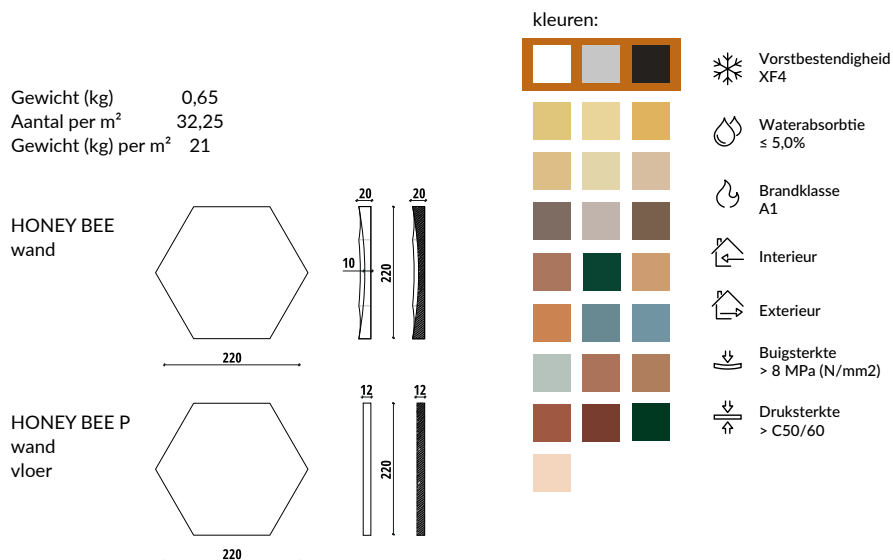 kleuren:
Gewicht (kg) 0,65
Aantal per m² 32,25
Gewicht (kg) per m² 21
HONEY BEE
wand
20
20
10
220
220
HONEY BEE P
wand
vloer
12
12
220
220
Vorstbestendigheid
XF4
Waterabsorbtie
≤ 5,0%
Brandklasse
A1
Interieur
Exterieur
Buigsterkte
> 8 MPa (N/mm2)
Druksterkte
> C50/60